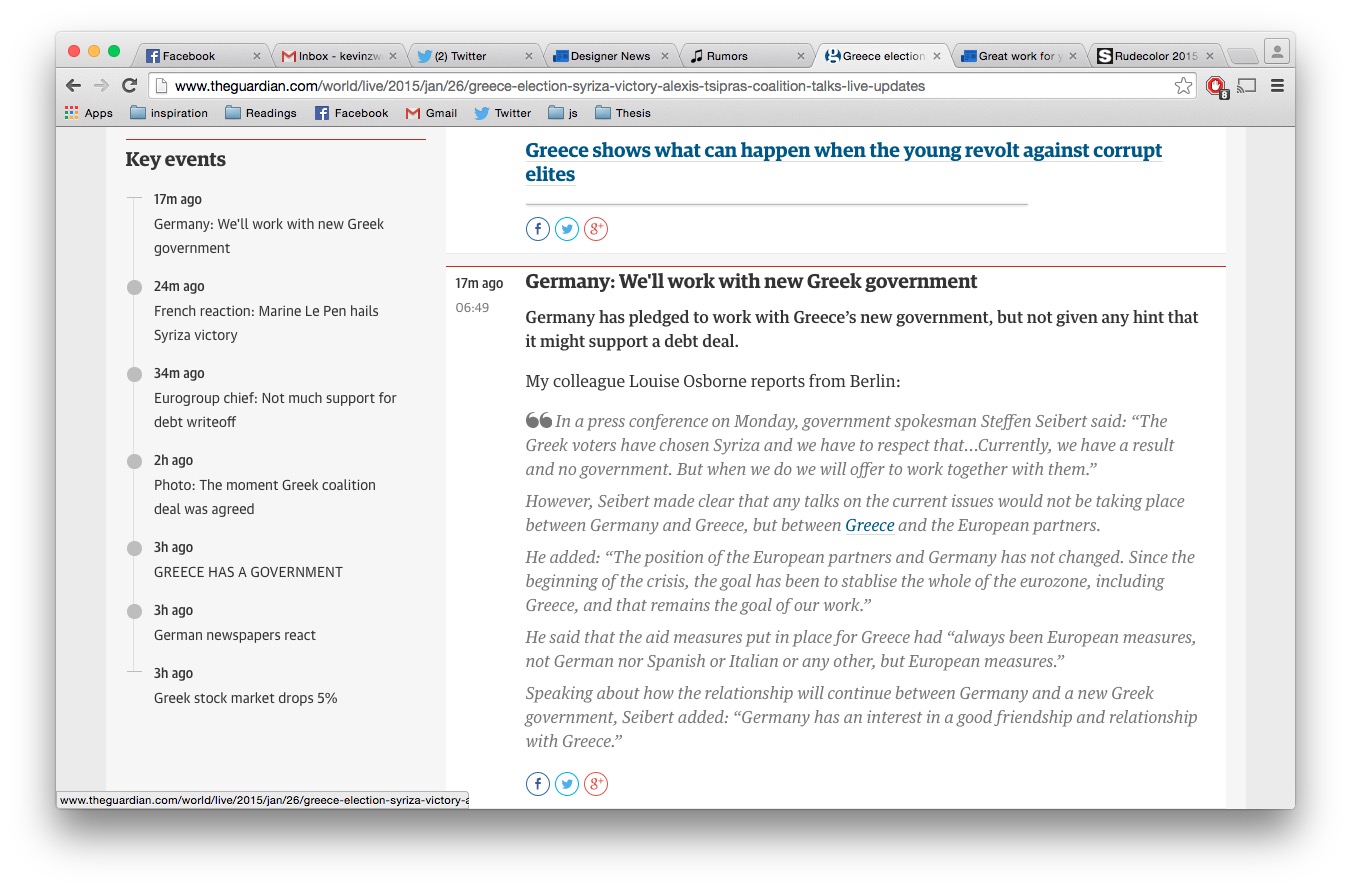 Facebook
Inbox - kevinzw
(2) Twitter
Designer News
Rumors
Greece election
Great work for y
Rudecolor 2015
www.theguardian.com/world/live/2015/jan/26/greece-election-syriza-victory-alexis-tsipras-coalition-talks-live-updates
8
Apps
inspiration
Readings
Facebook
Gmail
Twitter
js
Thesis
Key events
17m ago
Germany: We'll work with new Greek
government
24m ago
French reaction: Marine Le Pen hails
Syriza victory
34m ago
Eurogroup chief: Not much support for
debt writeoff
2h ago
Photo: The moment Greek coalition
deal was agreed
3h ago
GREECE HAS A GOVERNMENT
3h ago
German newspapers react
3h ago
Greek stock market drops 5%
Greece shows what can happen when the young revolt against corrupt
elites
17m ago
06:49
Germany: We'll work with new Greek government
Germany has pledged to work with Greece’s new government, but not given any hint that
it might support a debt deal.
My colleague Louise Osborne reports from Berlin:
In a press conference on Monday, government spokesman Steffen Seibert said: “The
Greek voters have chosen Syriza and we have to respect that…Currently, we have a result
and no government. But when we do we will offer to work together with them.”
However, Seibert made clear that any talks on the current issues would not be taking place
between Germany and Greece, but between Greece and the European partners.
He added: “The position of the European partners and Germany has not changed. Since the
beginning of the crisis, the goal has been to stablise the whole of the eurozone, including
Greece, and that remains the goal of our work.”
He said that the aid measures put in place for Greece had “always been European measures,
not German nor Spanish or Italian or any other, but European measures.”
Speaking about how the relationship will continue between Germany and a new Greek
government, Seibert added: “Germany has an interest in a good friendship and relationship
with Greece.”
www.theguardian.com/world/live/2015/jan/26/greece-election-syriza-victory-a